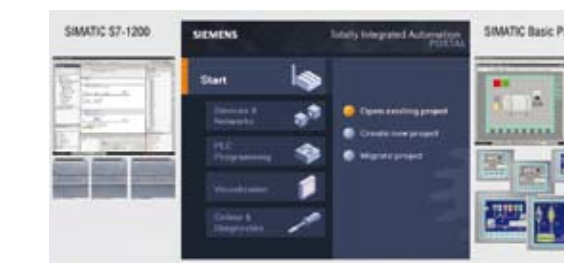 SIMATIC S7-1200
SIEMENS
Totally Integrated Automation
PORTAL
SIMATIC Basic P
Start
Devices &
Networks
PLC
Programming
Visualization
Online &
Diagnostics
Open existing project
Create new project
Migrate project